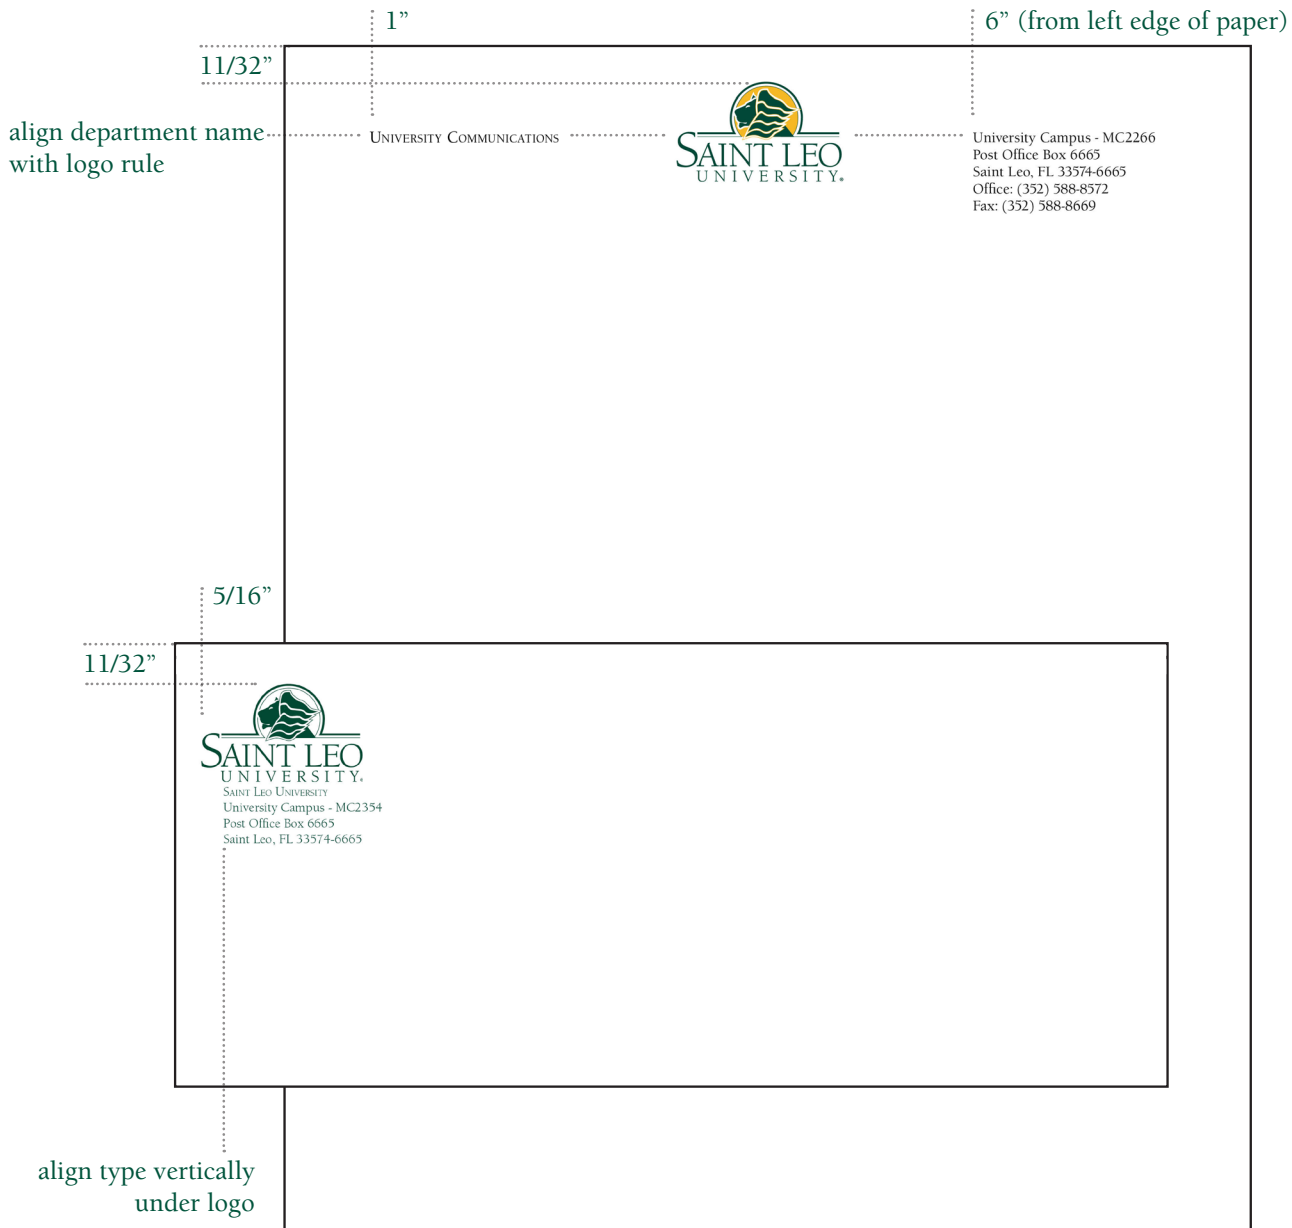 1”
6” (from left edge of paper)
11/32”
align department name
with logo rule
UNIVERSITY COMMUNICATIONS
SAINT LEO
UNIVERSITY®
University Campus - MC2266
Post Office Box 6665
Saint Leo, FL 33574-6665
Office: (352) 588-8572
Fax: (352) 588-8669
5/16”
11/32”
SAINT LEO
UNIVERSITY®
SAINT LEO UNIVERSITY
University Campus - MC2354
Post Office Box 6665
Saint Leo, FL 33574-6665
align type vertically
under logo